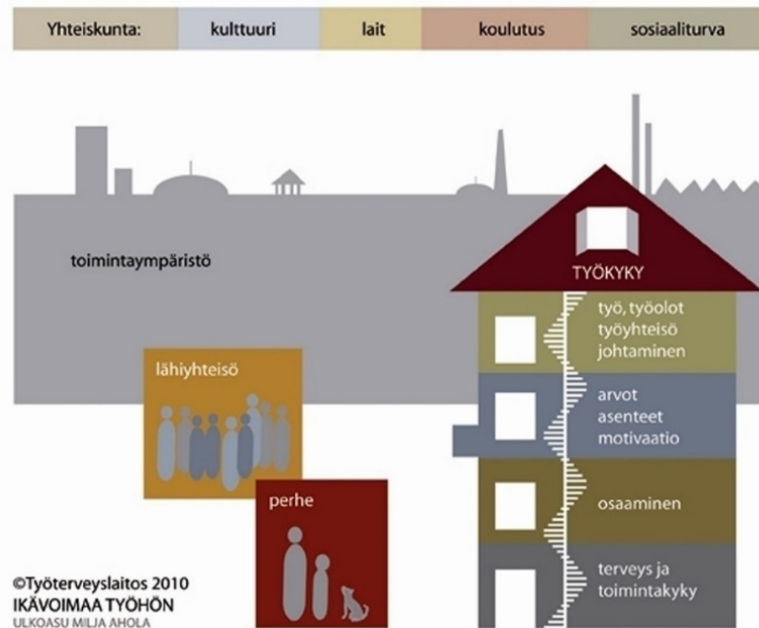 Yhteiskunta: kulttuuri lait koulutus sosiaaliturva
toimintaympäristö
TYÖKYKY
työ, työolot
työyhteisö
johtaminen
lähiyhteisö
arvot
asenteet
motivaatio
perhe
osaaminen
terveys ja
toimintakyky
©Työterveyslaitos 2010
IKÄVOIMAA TYÖHÖN
ULKOASU MILJA AHOLA